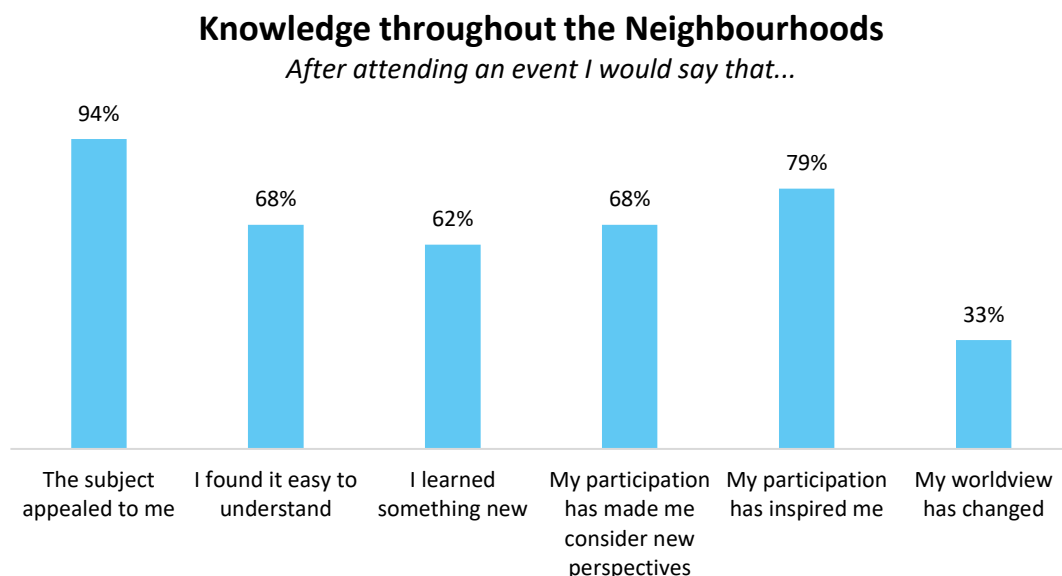 Knowledge throughout the Neighbourhoods
After attending an event I would say that...
94%
68%
62%
68%
79%
33%
The subject
appealed to me
I found it easy to
understand
I learned
something new
My participation
has made me
consider new
perspectives
My participation
has inspired me
My worldview
has changed